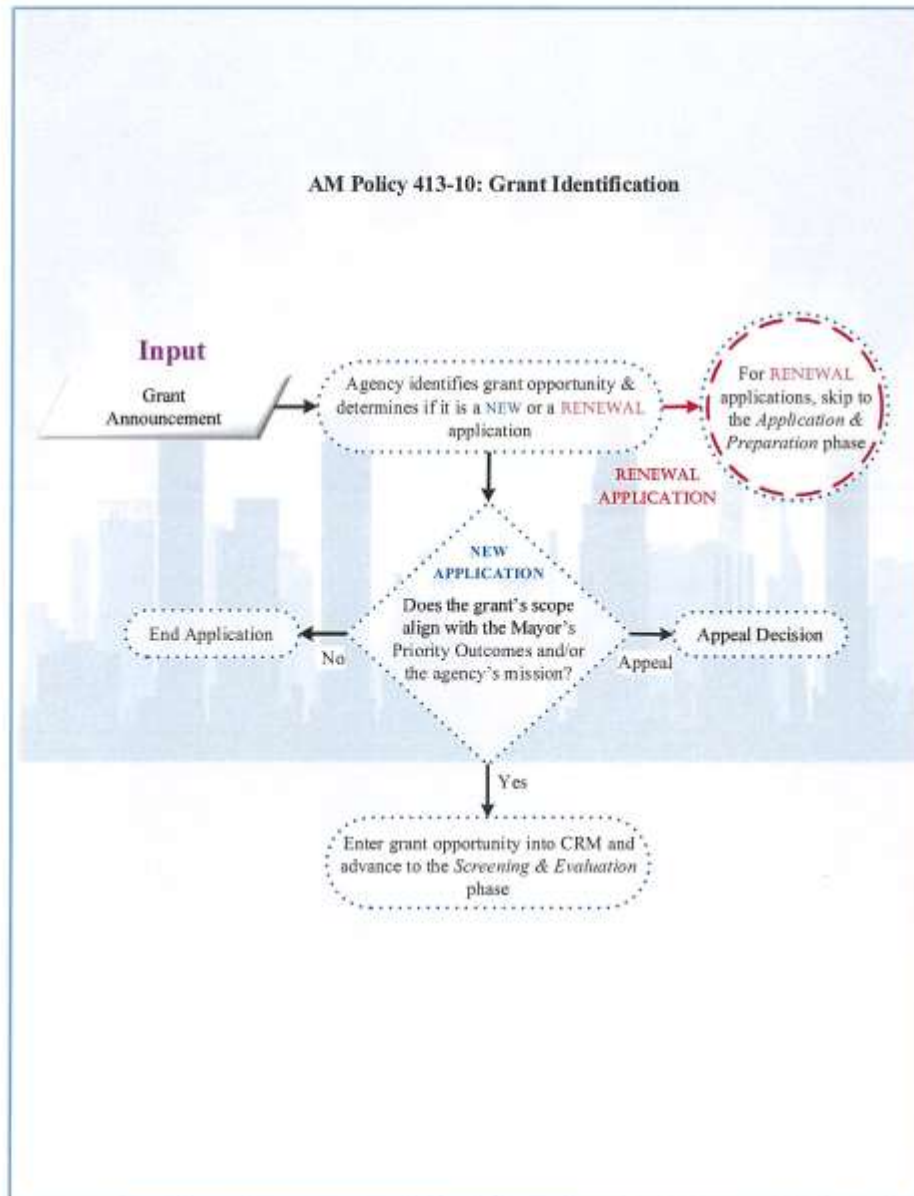 AM Policy 413-10: Grant Identification
Input
Grant
Announcement
Agency identifies grant opportunity &
determines if it is a NEW or a RENEWAL
application
For RENEWAL
applications, skip to
the Application &
Preparation phase
RENEWAL
APPLICATION
NEW
APPLICATION
Does the grant's scope
align with the Mayor's
Priority Outcomes and/or
the agency's mission?
End Application
No
Appeal
Appeal Decision
Yes
Enter grant opportunity into CRM and
advance to the Screening & Evaluation
phase